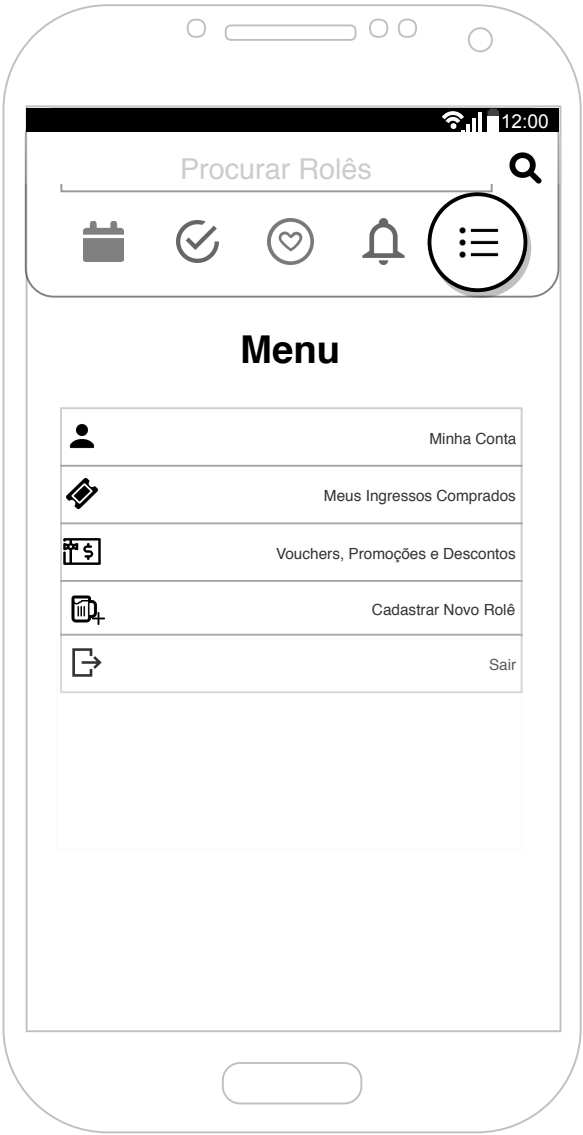 12:00
Procurar Rolês
Menu
Minha Conta
Meus Ingressos Comprados
Vouchers, Promoções e Descontos
Cadastrar Novo Rolê
Sair